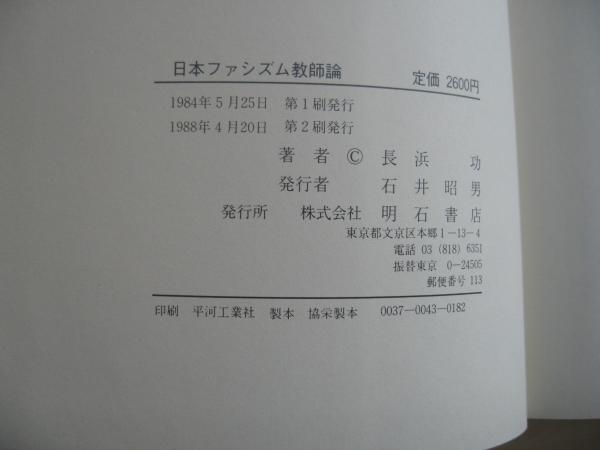 日本ファシズム教師論 定価 2600円
1984年5月25日 第1刷発行
1988年4月20日 第2刷発行
著者 © 長浜 功
発行者 石井昭男
発行所 株式会社 明石書店
東京都文京区本郷1-13-4
電話 03 (818) 6351
振替東京 0-24505
郵便番号 113
印刷 平河工業社 製本 協栄製本 0037-0043-0182